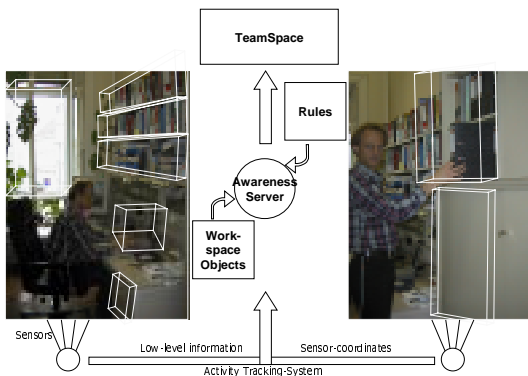 TeamSpace
Rules
Awareness
Server
Work-
space
Objects
Sensors
Low-level information
Sensor-coordinates
Activity Tracking-System